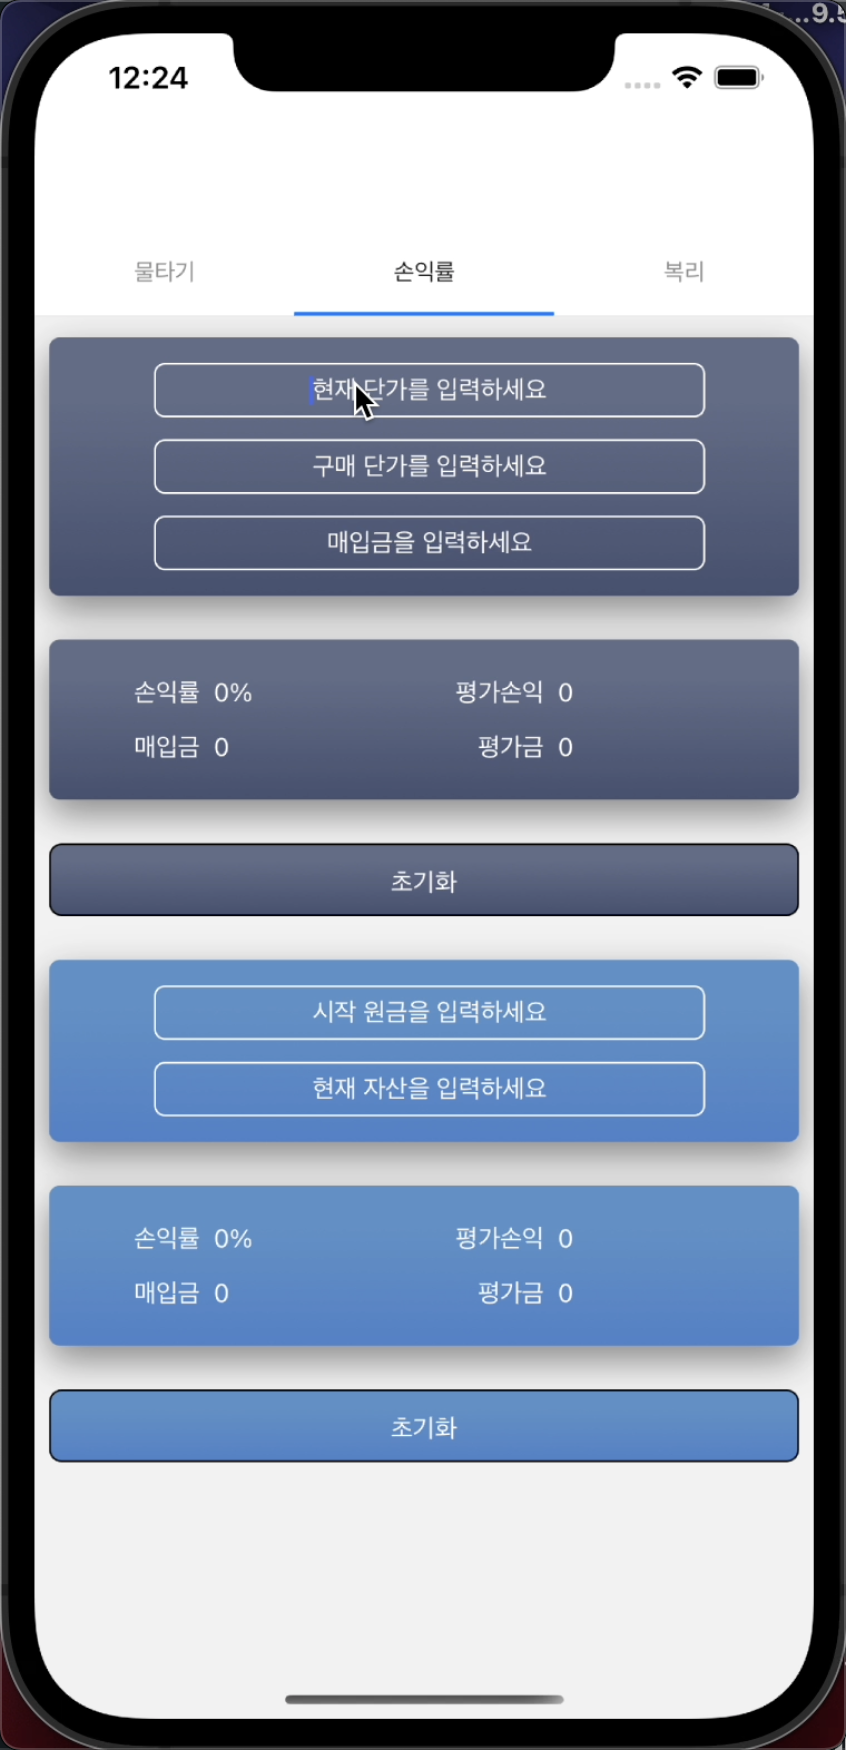 12:24
물타기 손익률 복리
현재 단가를 입력하세요
구매 단가를 입력하세요
매입금을 입력하세요
손익률 0% 평가손익 0
매입금 0 평가금 0
초기화
시작 원금을 입력하세요
현재 자산을 입력하세요
손익률 0% 평가손익 0
매입금 0 평가금 0
초기화